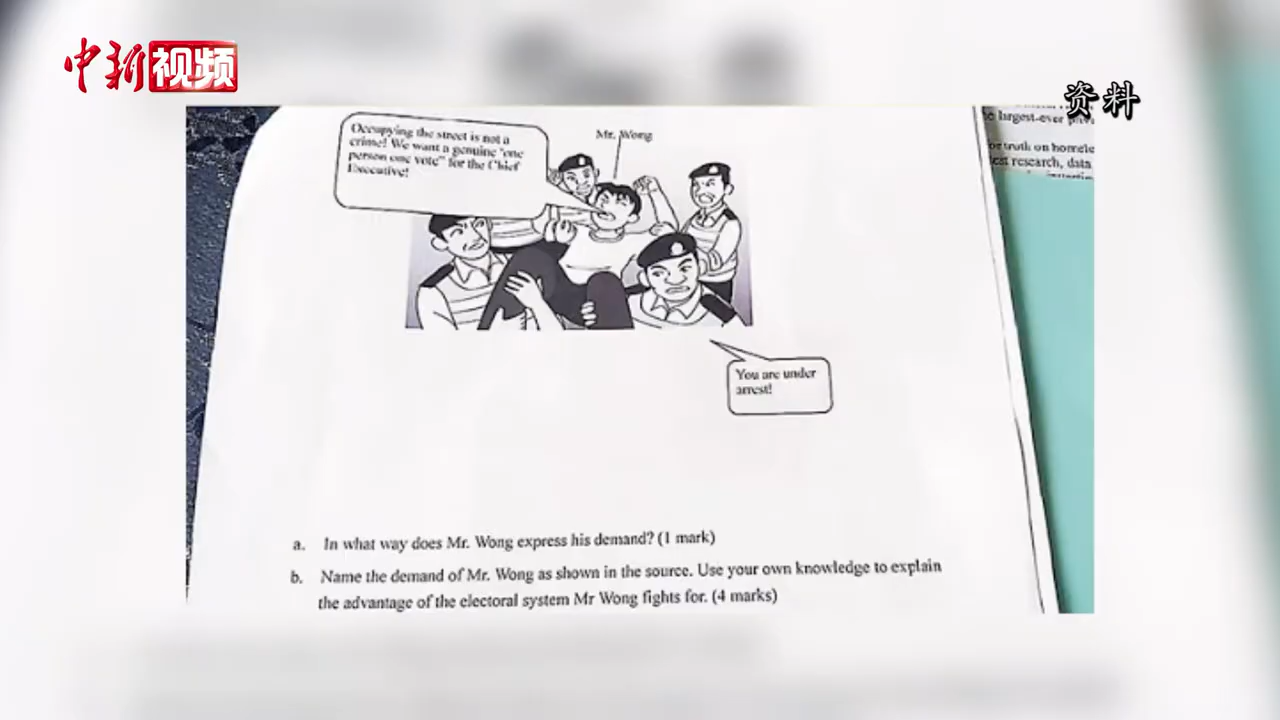 中新视频
资料
Occupying the street is not a
crime! We want a genuine "one
person one vote" for the Chief
Executive!
Mr. Wong
largest-ever
or truth on homele
research, data
You are under
arrest!
a. In what way does Mr. Wong express his demand? (1 mark)
b. Name the demand of Mr. Wong as shown in the source. Use your own knowledge to explain
the advantage of the electoral system Mr Wong fights for. (4 marks)